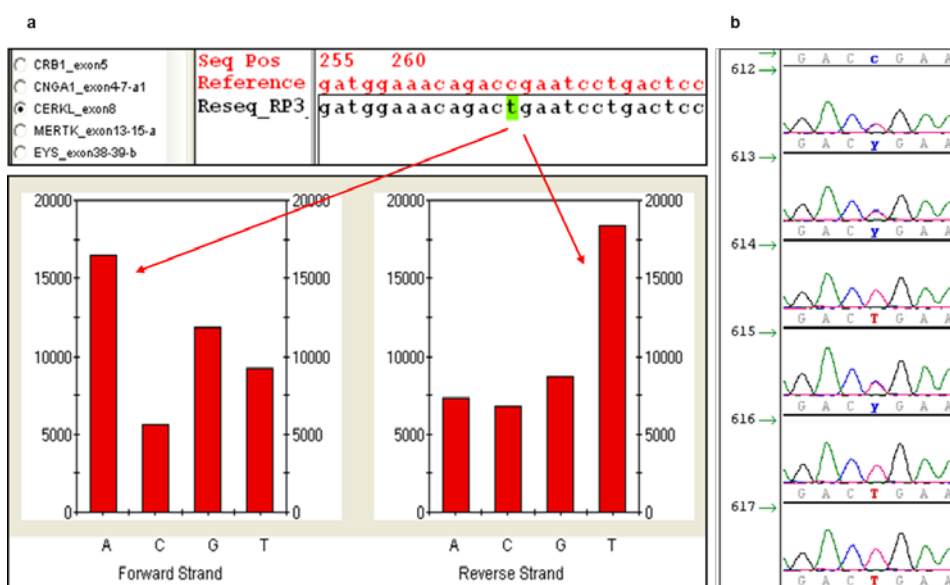 a
CRB1_exon5
CNGA1_exon4-7-a1
CERKL_exon8
MERTK_exon13-15-a
EYS_exon38-39-b
Seq Pos 255 260
Reference gatggaaacagaccgaatcctgactcc
Reseq_RP3 gatggaaacagactgaatcctgactcc
20000 20000
15000 15000
10000 10000
5000 5000
0 0
A C G T
Forward Strand
20000 20000
15000 15000
10000 10000
5000 5000
0 0
A C G T
Reverse Strand
b
G A C c G A A
612
G A C y G A A
613
G A C y G A A
614
G A C T G A A
615
G A C y G A A
616
G A C T G A A
617
G A C T G A A